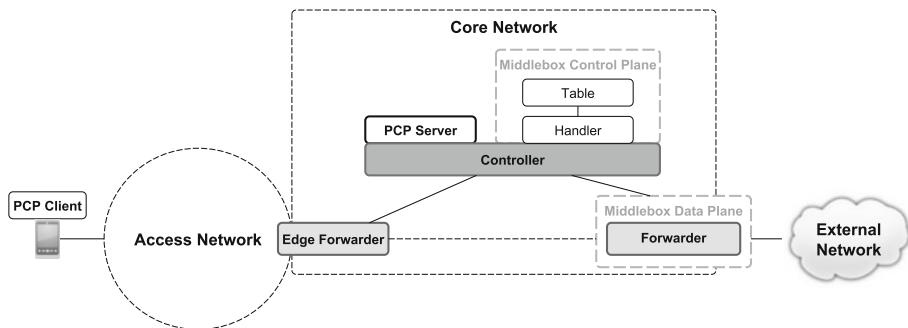 Core Network
Middlebox Control Plane
Table
Handler
PCP Server
Controller
PCP Client
Access Network
Edge Forwarder
Middlebox Data Plane
Forwarder
External
Network